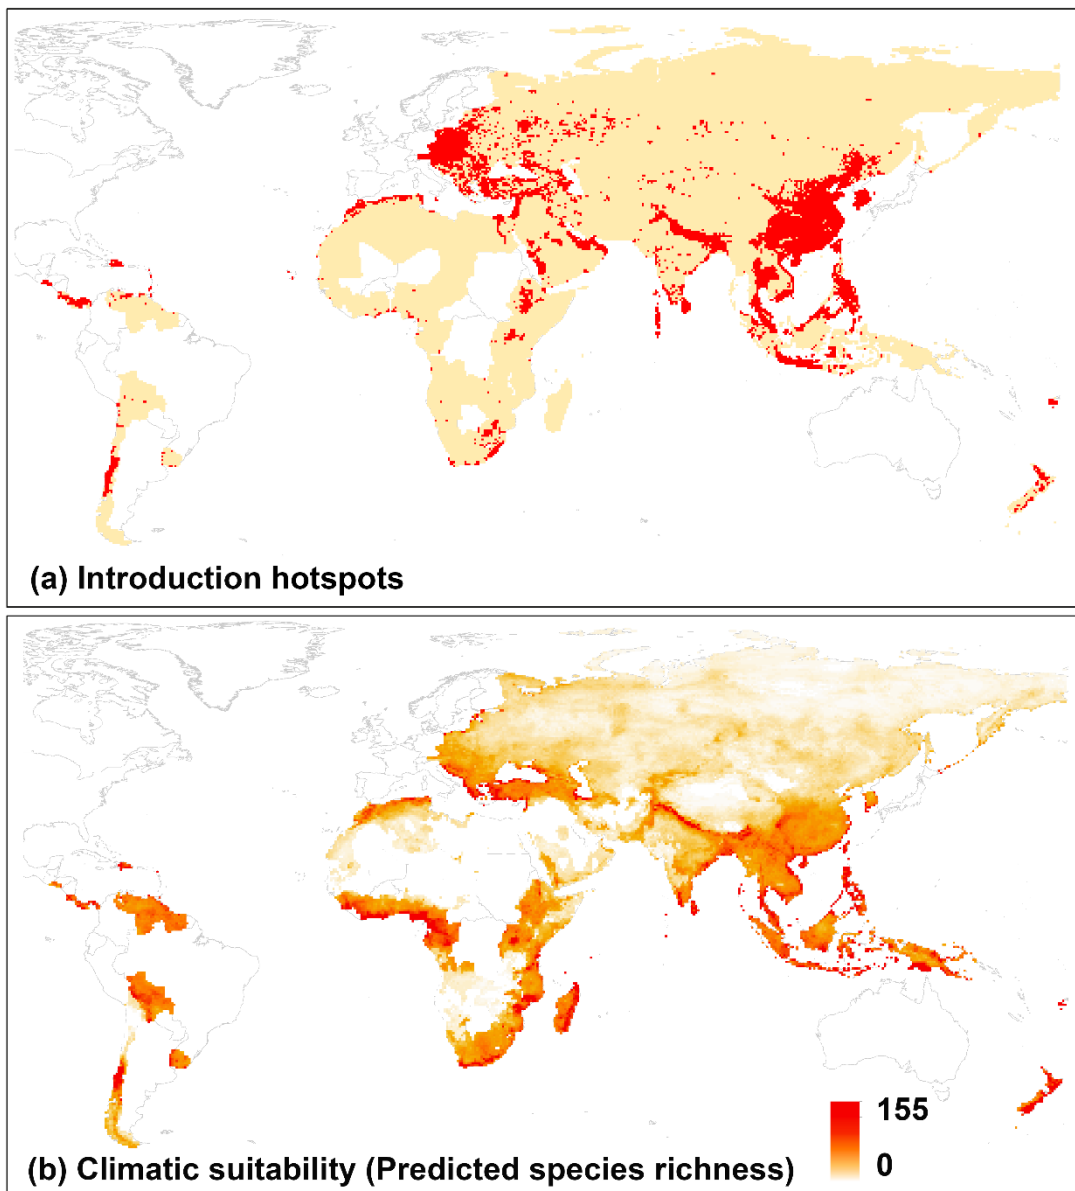 (a) Introduction hotspots
155
0
(b) Climatic suitability (Predicted species richness)